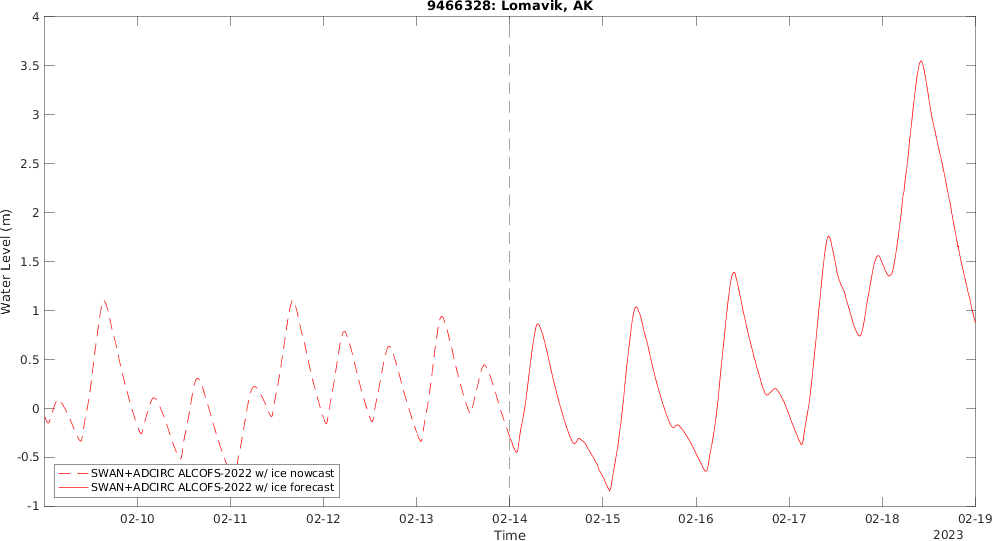 9466328: Lomavik, AK
Water Level (m)
4
3.5
3
2.5
2
1.5
1
0.5
0
-0.5
-1
SWAN+ADCIRC ALCOFS-2022 w/ ice nowcast
SWAN+ADCIRC ALCOFS-2022 w/ ice forecast
02-10 02-11 02-12 02-13 02-14 02-15 02-16 02-17 02-18 02-19
Time
2023